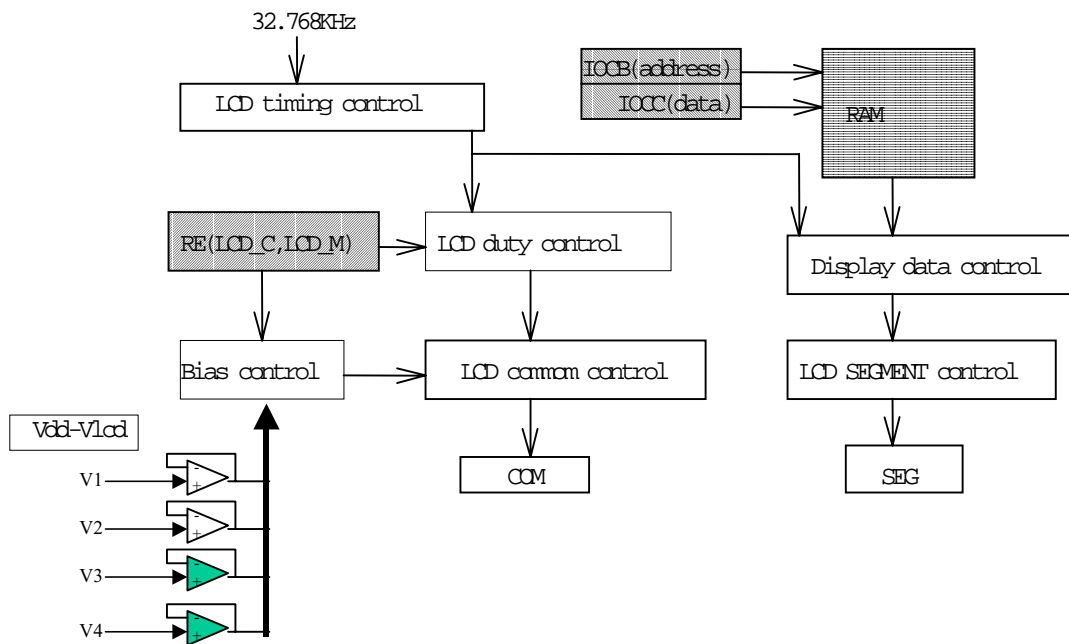 32.768KHz
LCD timing control
IOCB(address)
IOCC(data)
RAM
RE(LCD_C,LCD_M)
LCD duty control
Display data control
Bias control
LCD commom control
LCD SEGMENT control
Vdd-Vlcd
COM
SEG
V1
-
+
V2
-
+
V3
-
+
V4
-
+